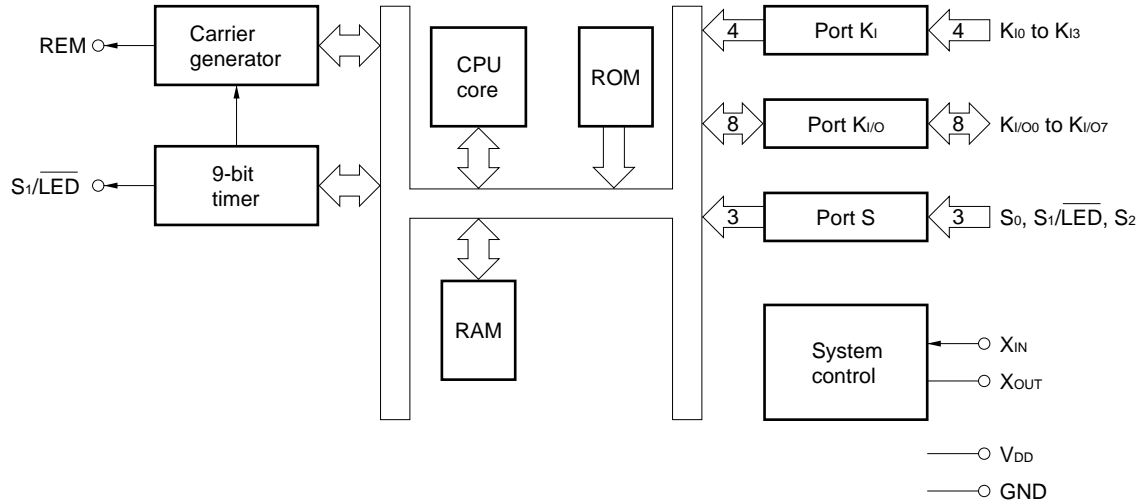 REM
Carrier
generator
S1/LED
9-bit
timer
CPU
core
ROM
RAM
4
Port KI
4
KI0 to KI3
8
Port KI/O
8
KI/O0 to KI/O7
3
Port S
3
S0, S1/LED, S2
System
control
XIN
XOUT
VDD
GND